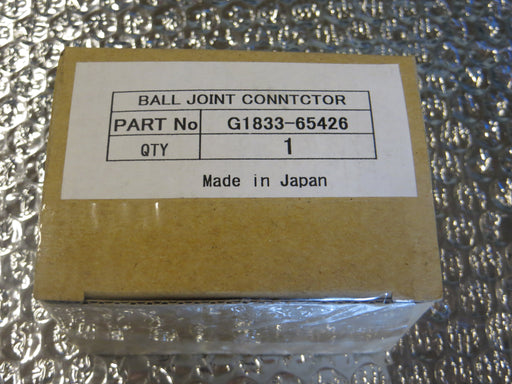 BALL JOINT CONNTCTOR
PART No G1833-65426
QTY 1
Made in Japan